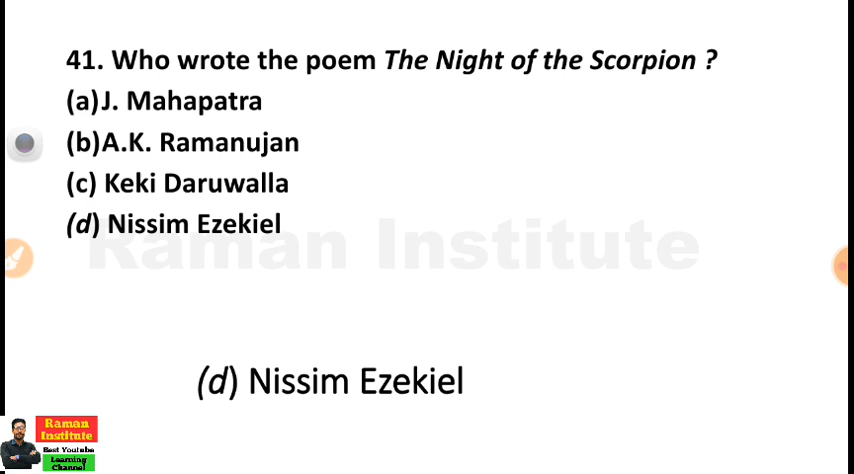 41. Who wrote the poem The Night of the Scorpion ?
(a)J. Mahapatra
(b)A.K. Ramanujan
(c) Keki Daruwalla
(d) Nissim Ezekiel
Raman Institute
(d) Nissim Ezekiel
Raman
Institute
Best Youtube
Learning
Channel